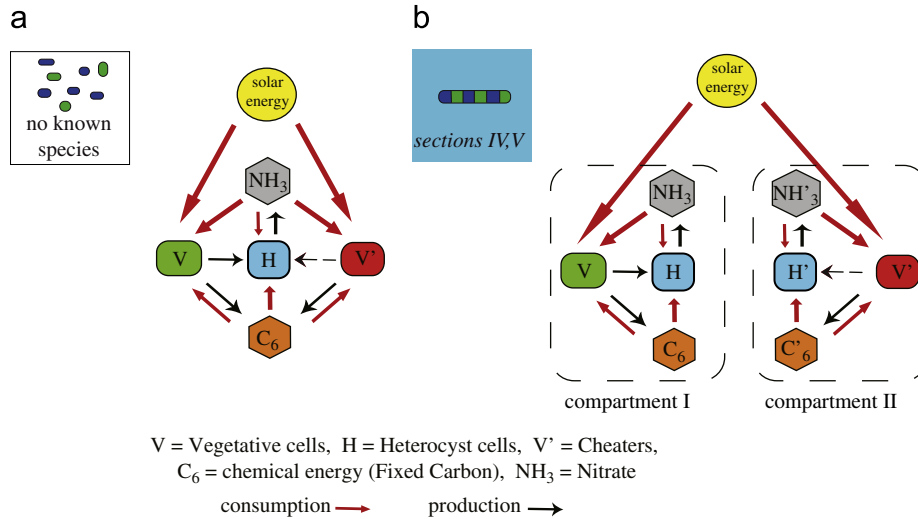 a
no known
species
solar
energy
NH3
V
H
V'
C6
b
sections IV,V
solar
energy
NH3
NH'3
V
H
H'
V'
C6
C'6
compartment I
compartment II
V = Vegetative cells, H = Heterocyst cells, V' = Cheaters,
C6 = chemical energy (Fixed Carbon), NH3 = Nitrate
consumption
production